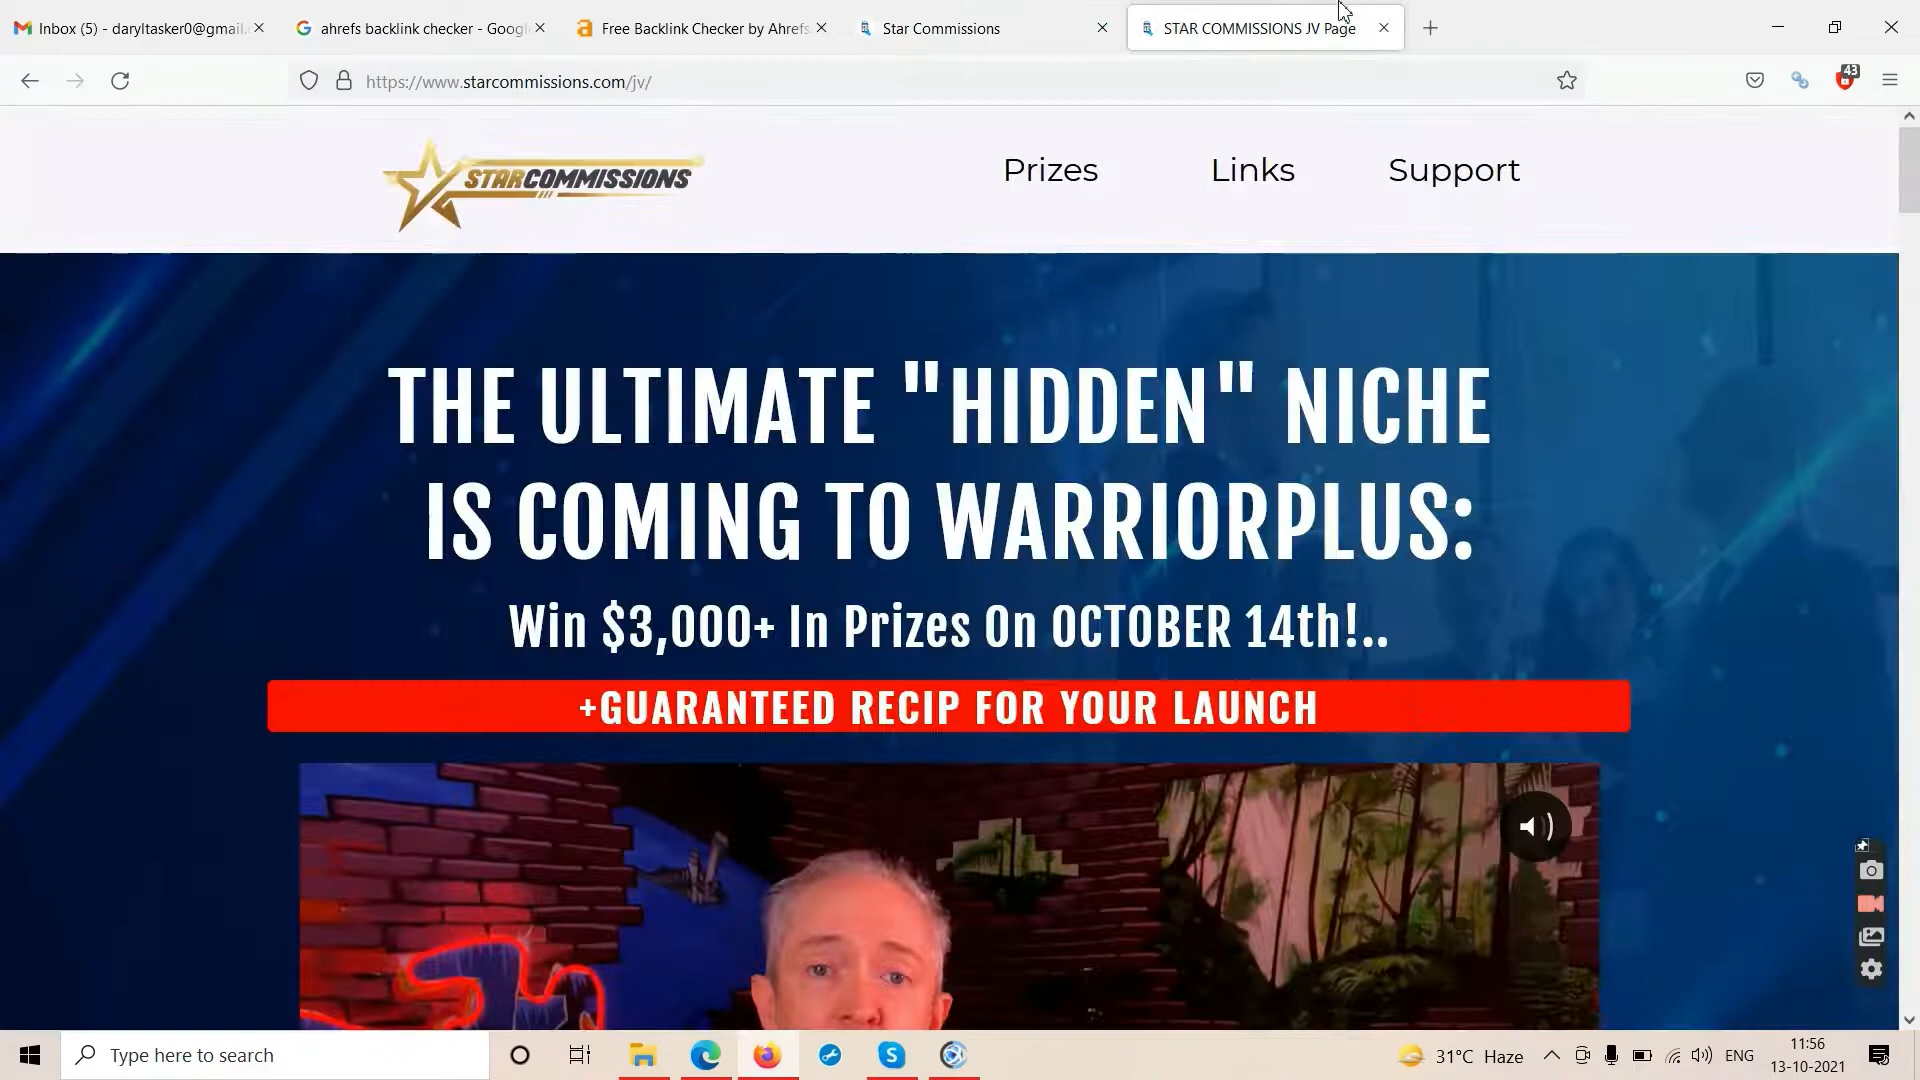 Inbox (5) - daryltasker0@gmail.c
ahrefs backlink checker - Googl
Free Backlink Checker by Ahrefs
Star Commissions
STAR COMMISSIONS JV Page
https://www.starcommissions.com/jv/
43
STARCOMMISSIONS
Prizes
Links
Support
THE ULTIMATE "HIDDEN" NICHE
IS COMING TO WARRIORPLUS:
Win $3,000+ In Prizes On OCTOBER 14th!..
+GUARANTEED RECIP FOR YOUR LAUNCH
Type here to search
31°C Haze
ENG
11:56
13-10-2021